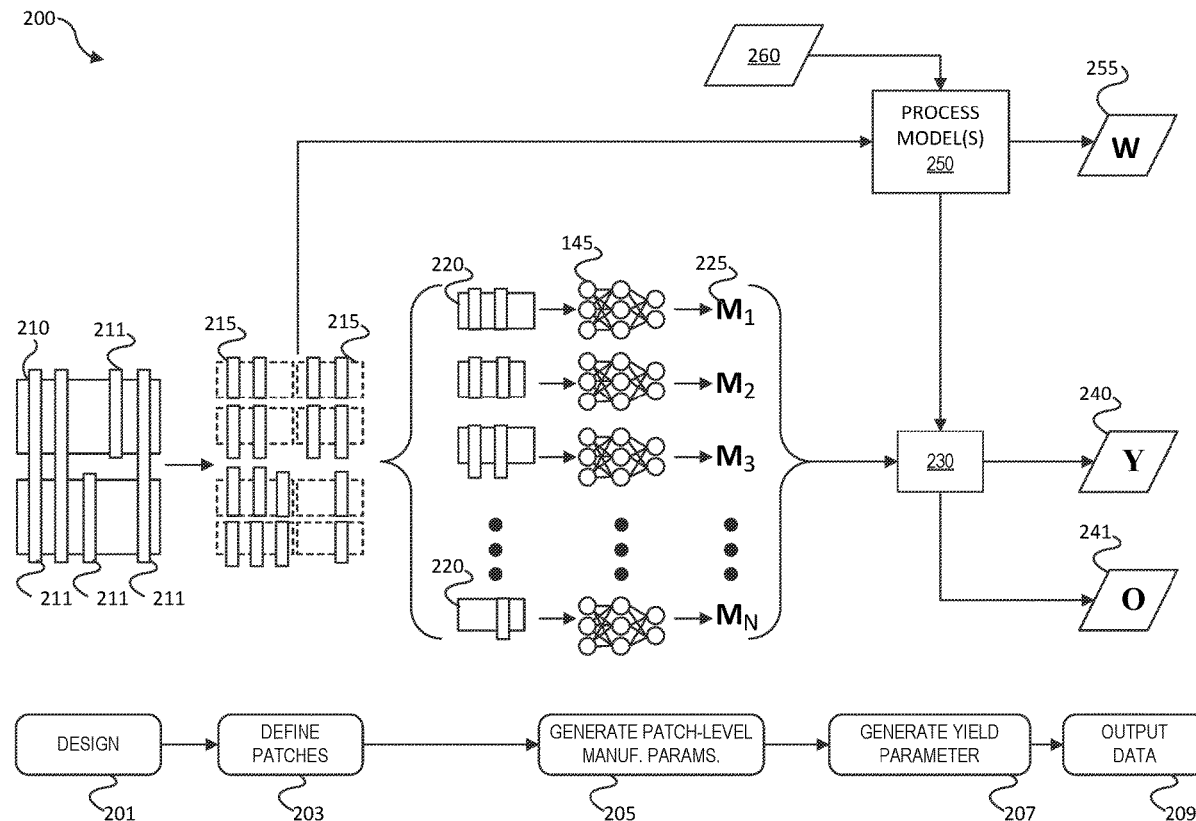 200
260
PROCESS
MODEL(S)
250
255
W
220
145
225
M1
210
211
215
215
M2
240
Y
230
M3
211
211
211
220
241
O
MN
DESIGN
DEFINE
PATCHES
GENERATE PATCH-LEVEL
MANUF. PARAMS.
GENERATE YIELD
PARAMETER
OUTPUT
DATA
201
203
205
207
209